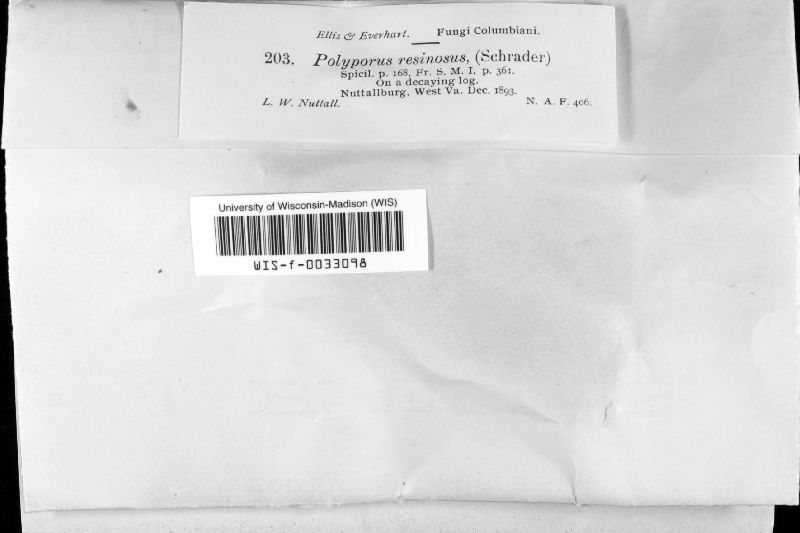 Ellis & Everhart. Fungi Columbiani.
203. Polyporus resinosus, (Schrader)
Spicil. p. 168, Fr. S. M. I, p. 361.
On a decaying log.
Nuttallburg, West Va. Dec. 1893.
L. W. Nuttall. N. A. F. 406.
University of Wisconsin-Madison (WIS)
WIS-f-0033098